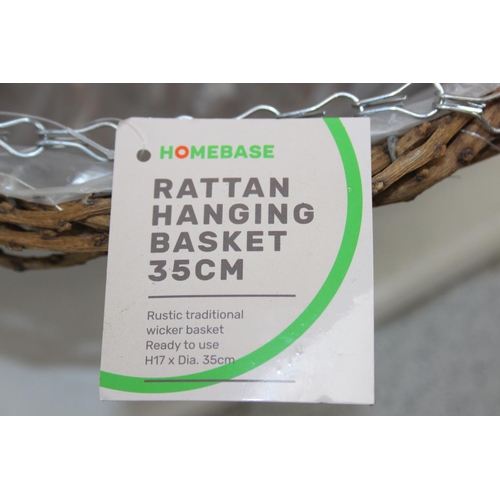 HOMEBASE
RATTAN
HANGING
BASKET
35CM
Rustic traditional
wicker basket
Ready to use
H17 x Dia. 35cm